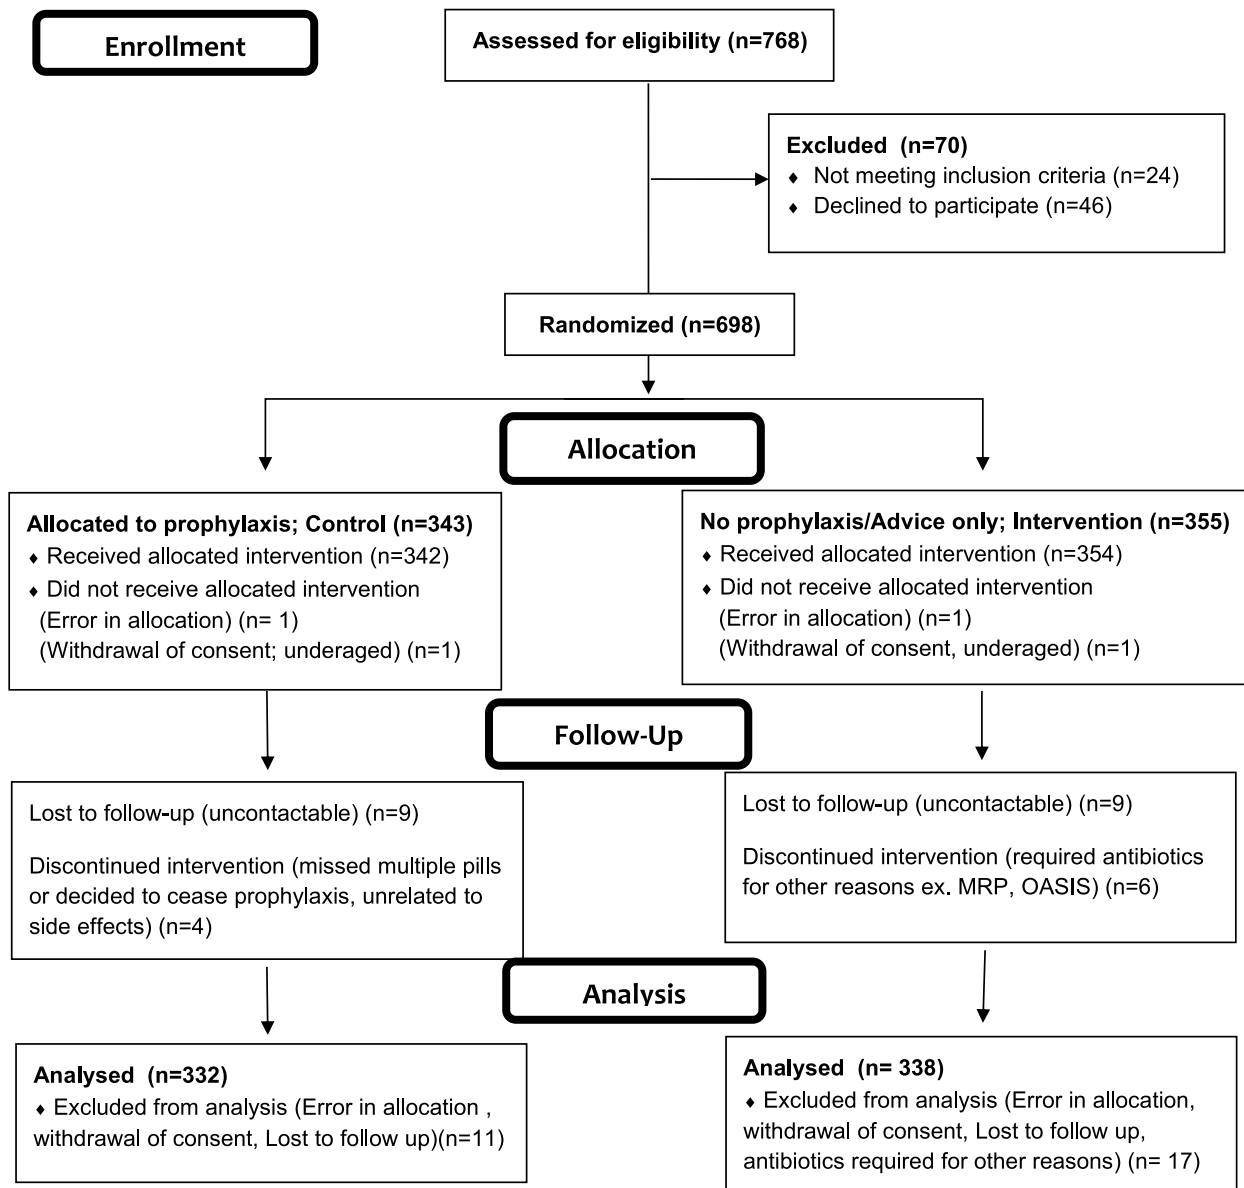 Enrollment
Assessed for eligibility (n=768)
Excluded (n=70)
♦ Not meeting inclusion criteria (n=24)
♦ Declined to participate (n=46)
Randomized (n=698)
Allocation
Allocated to prophylaxis; Control (n=343)
♦ Received allocated intervention (n=342)
♦ Did not receive allocated intervention
(Error in allocation) (n= 1)
(Withdrawal of consent; underaged) (n=1)
No prophylaxis/Advice only; Intervention (n=355)
♦ Received allocated intervention (n=354)
♦ Did not receive allocated intervention
(Error in allocation) (n=1)
(Withdrawal of consent, underaged) (n=1)
Follow-Up
Lost to follow-up (uncontactable) (n=9)
Discontinued intervention (missed multiple pills
or decided to cease prophylaxis, unrelated to
side effects) (n=4)
Lost to follow-up (uncontactable) (n=9)
Discontinued intervention (required antibiotics
for other reasons ex. MRP, OASIS) (n=6)
Analysis
Analysed (n=332)
♦ Excluded from analysis (Error in allocation ,
withdrawal of consent, Lost to follow up)(n=11)
Analysed (n= 338)
♦ Excluded from analysis (Error in allocation,
withdrawal of consent, Lost to follow up,
antibiotics required for other reasons) (n= 17)